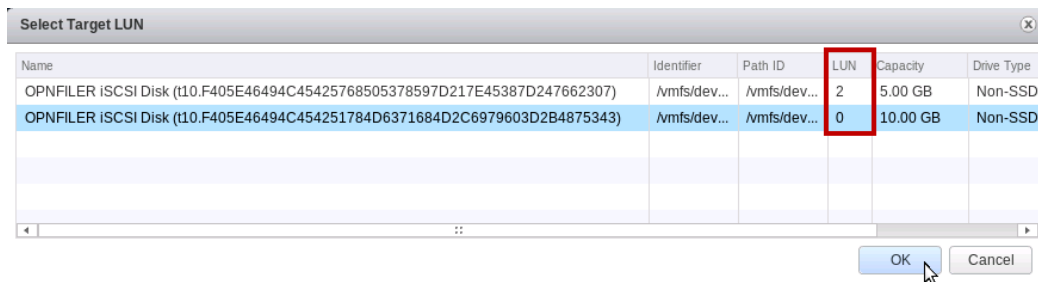 Select Target LUN
Name Identifier Path ID LUN Capacity Drive Type
OPNFILER iSCSI Disk (t10.F405E46494C45425768505378597D217E45387D247662307) /vmfs/dev... /vmfs/dev... 2 5.00 GB Non-SSD
OPNFILER iSCSI Disk (t10.F405E46494C454251784D6371684D2C6979603D2B4875343) /vmfs/dev... /vmfs/dev... 0 10.00 GB Non-SSD
OK Cancel